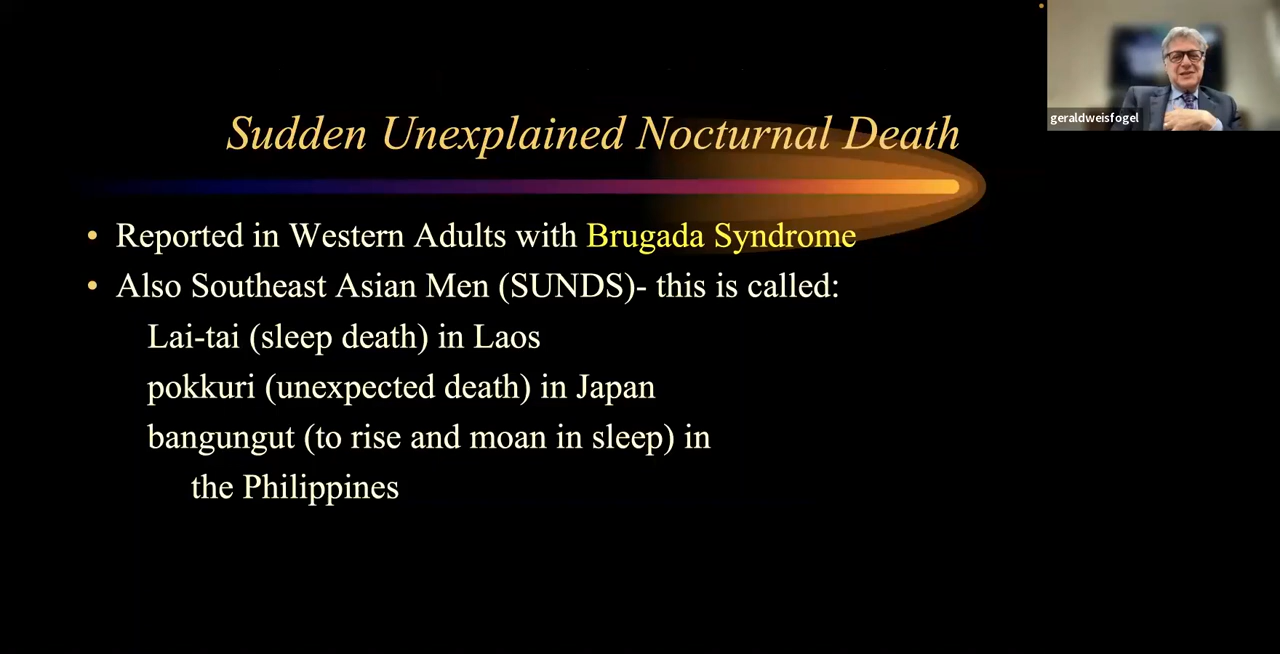 Sudden Unexplained Nocturnal Death
• Reported in Western Adults with Brugada Syndrome
• Also Southeast Asian Men (SUNDS)- this is called:
Lai-tai (sleep death) in Laos
pokkuri (unexpected death) in Japan
bangungut (to rise and moan in sleep) in
the Philippines
geraldweisfogel